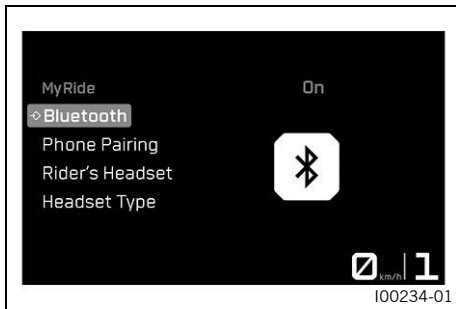 MyRide
On
Bluetooth
Phone Pairing
Rider's Headset
Headset Type
0 km/h 1
I00234-01